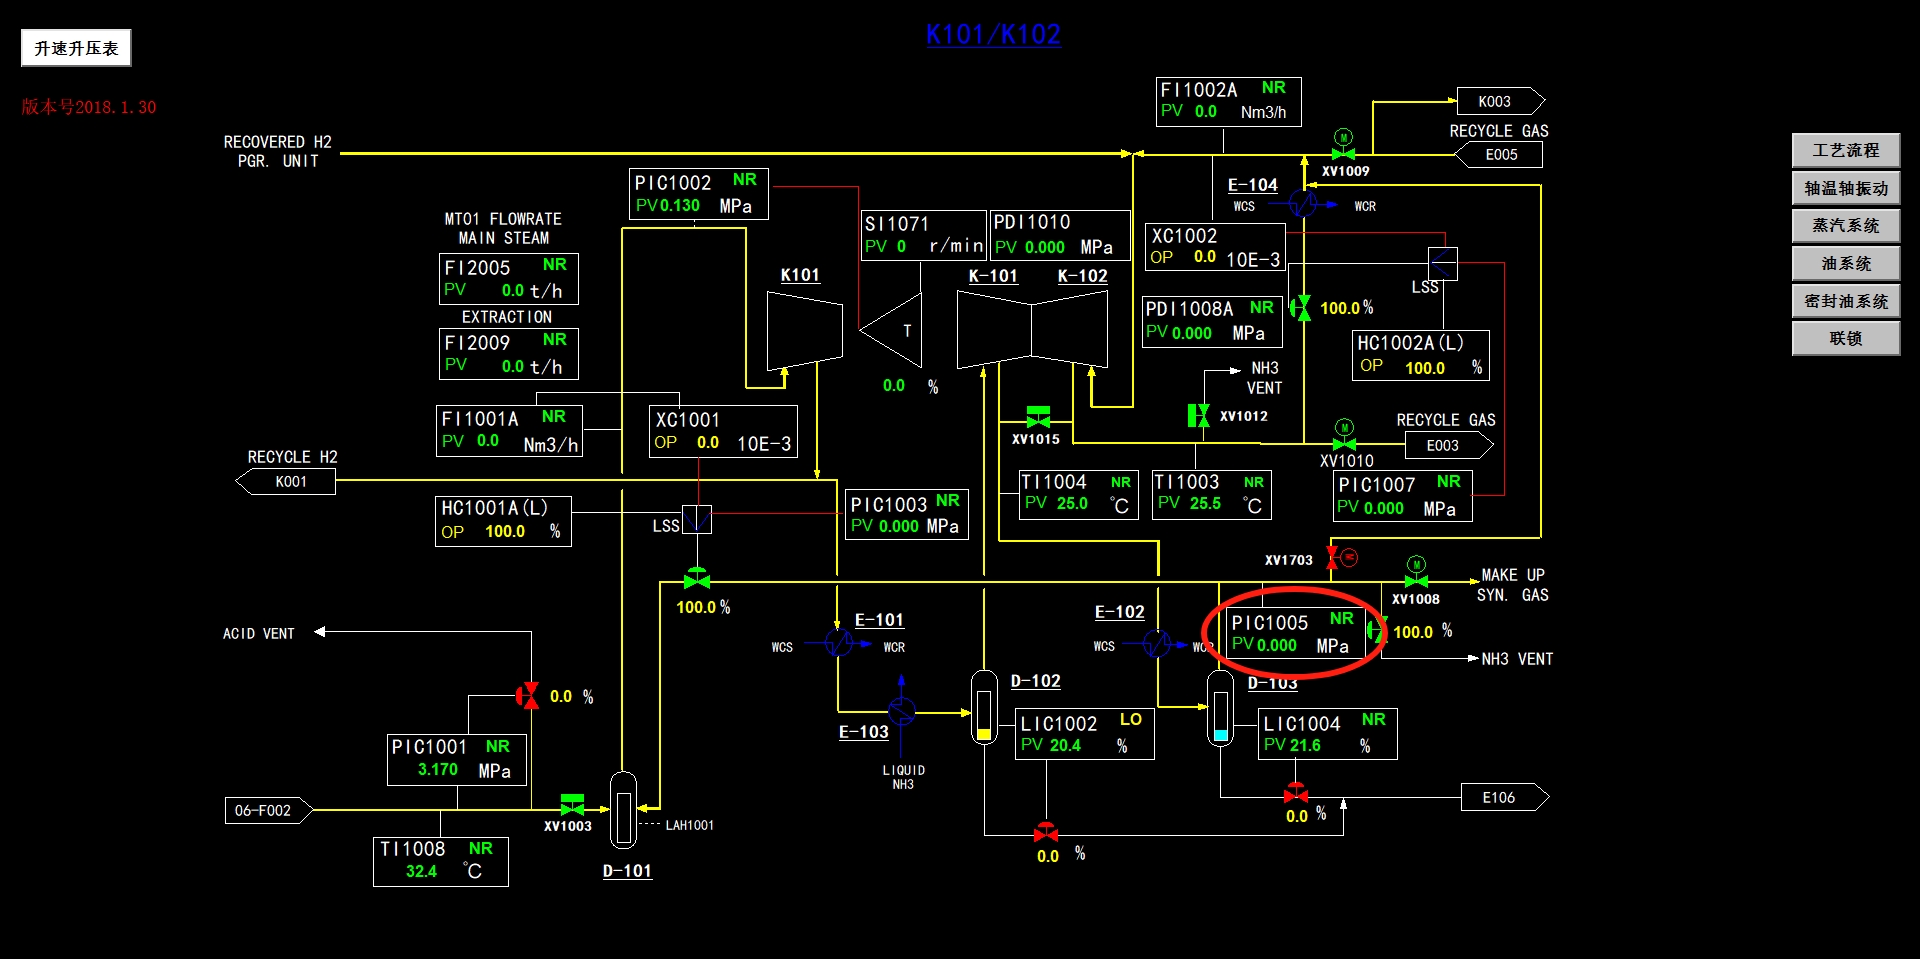 K101/K102
升速升压表
版本号2018.1.30
FI1002A NR
PV 0.0 Nm3/h
K003
RECYCLE GAS
E005
XV1009
M
RECOVERED H2
PGR. UNIT
工艺流程
轴温轴振动
蒸汽系统
油系统
密封油系统
联锁
PIC1002 NR
PV 0.130 MPa
E-104
WCS WCR
MT01 FLOWRATE
MAIN STEAM
FI2005 NR
PV 0.0 t/h
EXTRACTION
FI2009 NR
PV 0.0 t/h
SI1071
PV 0 r/min
PDI1010
PV 0.000 MPa
XC1002
OP 0.0 10E-3
LSS
K101
K-101
K-102
T
0.0 %
PDI1008A NR
PV 0.000 MPa
100.0 %
HC1002A(L)
OP 100.0 %
NH3
VENT
XV1012
FI1001A NR
PV 0.0 Nm3/h
XC1001
OP 0.0 10E-3
XV1015
M
RECYCLE GAS
E003
XV1010
RECYCLE H2
K001
TI1004 NR
PV 25.0 ℃
TI1003 NR
PV 25.5 ℃
PIC1007 NR
PV 0.000 MPa
HC1001A(L)
OP 100.0 %
LSS
PIC1003 NR
PV 0.000 MPa
100.0 %
XV1703
M
M
XV1008
MAKE UP
SYN. GAS
ACID VENT
E-101
WCS WCR
E-102
WCS WCR
PIC1005 NR
PV 0.000 MPa
100.0 %
NH3 VENT
0.0 %
E-103
LIQUID
NH3
D-102
LIC1002 LO
PV 20.4 %
D-103
LIC1004 NR
PV 21.6 %
PIC1001 NR
3.170 MPa
06-F002
XV1003
LAH1001
D-101
TI1008 NR
32.4 ℃
0.0 %
0.0 %
E106